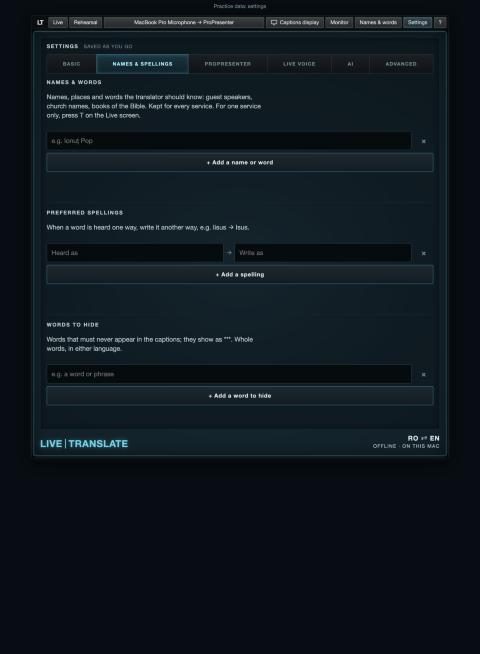 Practice data: settings
LT Live Rehearsal MacBook Pro Microphone → ProPresenter Captions display Monitor Names & words Settings ?
SETTINGS SAVED AS YOU GO
BASIC NAMES & SPELLINGS PROPRESENTER LIVE VOICE AI ADVANCED
NAMES & WORDS
Names, places and words the translator should know: guest speakers,
church names, books of the Bible. Kept for every service. For one service
only, press T on the Live screen.
e.g. Ionuț Pop ×
+ Add a name or word
PREFERRED SPELLINGS
When a word is heard one way, write it another way, e.g. Iisus → Isus.
Heard as → Write as ×
+ Add a spelling
WORDS TO HIDE
Words that must never appear in the captions; they show as ***. Whole
words, in either language.
e.g. a word or phrase ×
+ Add a word to hide
LIVE | TRANSLATE
RO ⇌ EN
OFFLINE · ON THIS MAC